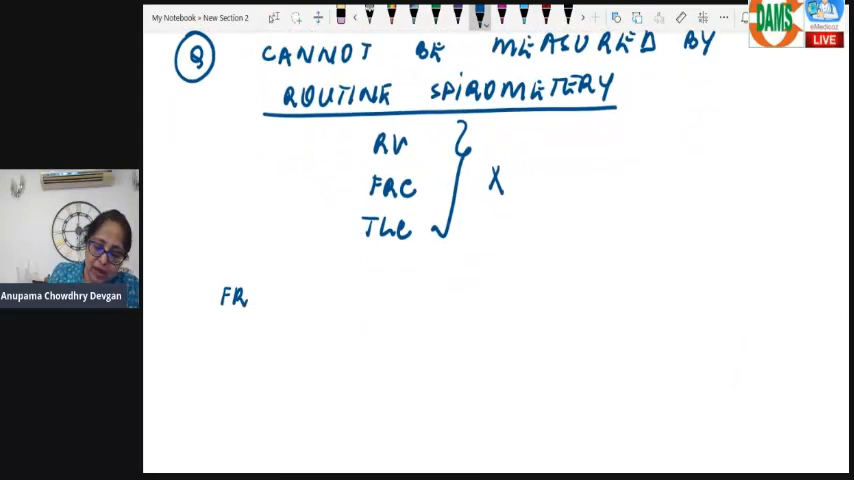 My Notebook > New Section 2
DAMS
eMedicoz
LIVE
Q CANNOT BE MEASURED BY
ROUTINE SPIROMETERY
RV
FRC X
TLC
FR
Anupama Chowdhry Devgan